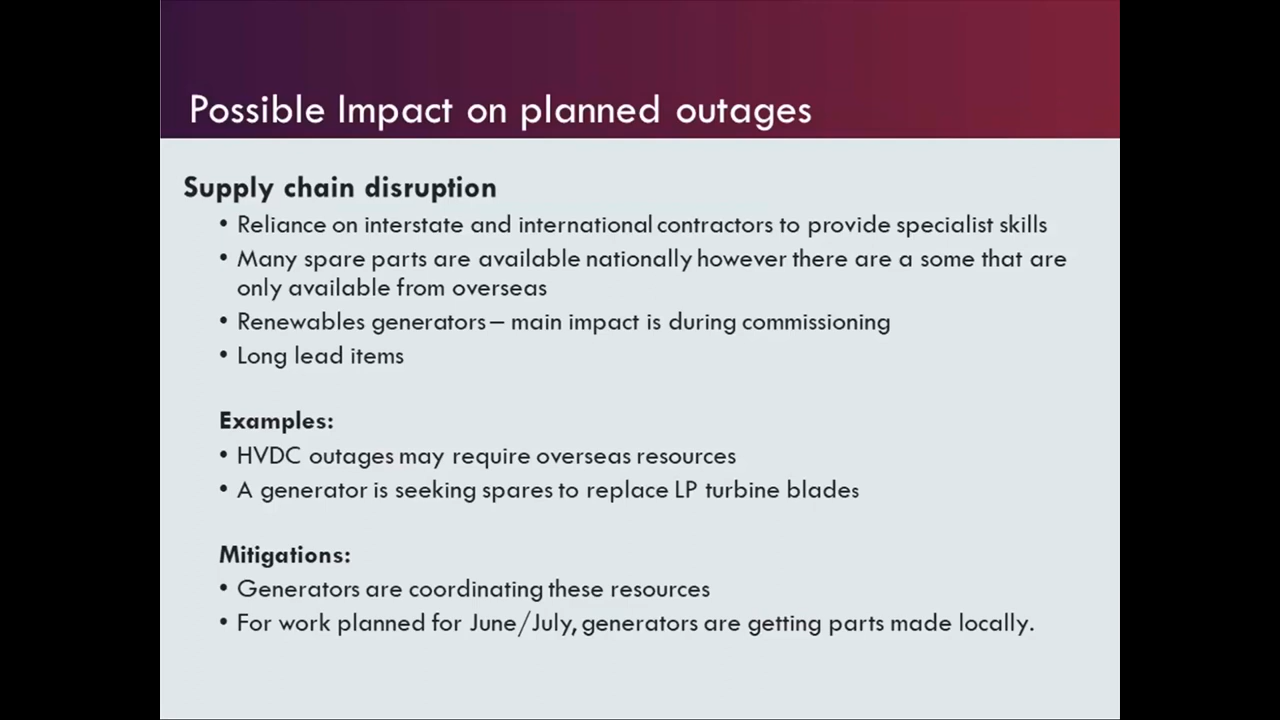 Possible Impact on planned outages
Supply chain disruption
• Reliance on interstate and international contractors to provide specialist skills
• Many spare parts are available nationally however there are a some that are
only available from overseas
• Renewables generators – main impact is during commissioning
• Long lead items
Examples:
• HVDC outages may require overseas resources
• A generator is seeking spares to replace LP turbine blades
Mitigations:
• Generators are coordinating these resources
• For work planned for June/July, generators are getting parts made locally.